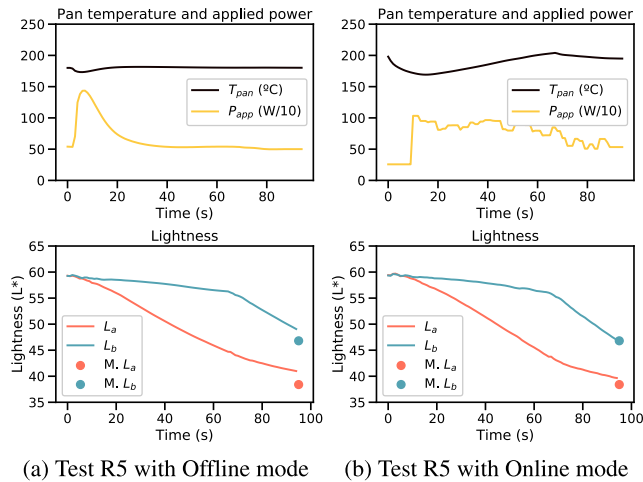 Pan temperature and applied power
250
200
150
100
50
0
T_pan (ºC)
P_app (W/10)
0 20 40 60 80
Time (s)
Lightness
Lightness (L*)
65
60
55
50
45
40
35
L_a
L_b
M. L_a
M. L_b
0 20 40 60 80 100
Time (s)
(a) Test R5 with Offline mode
Pan temperature and applied power
250
200
150
100
50
0
T_pan (ºC)
P_app (W/10)
0 20 40 60 80
Time (s)
Lightness
Lightness (L*)
65
60
55
50
45
40
35
L_a
L_b
M. L_a
M. L_b
0 20 40 60 80 100
Time (s)
(b) Test R5 with Online mode